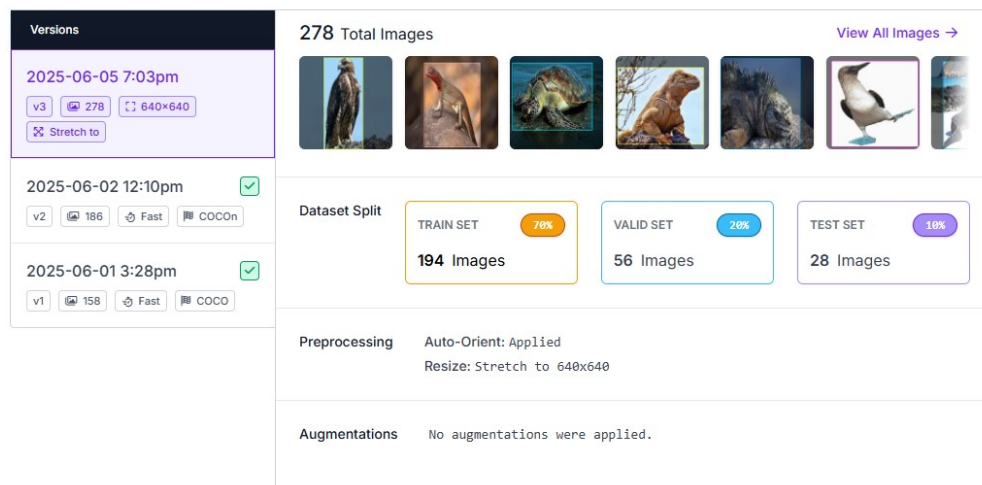 Versions
2025-06-05 7:03pm
v3 278 640×640
Stretch to
2025-06-02 12:10pm
v2 186 Fast COCOn
2025-06-01 3:28pm
v1 158 Fast COCO
278 Total Images
View All Images →
Dataset Split
TRAIN SET 70%
194 Images
VALID SET 20%
56 Images
TEST SET 10%
28 Images
Preprocessing
Auto-Orient: Applied
Resize: Stretch to 640x640
Augmentations
No augmentations were applied.